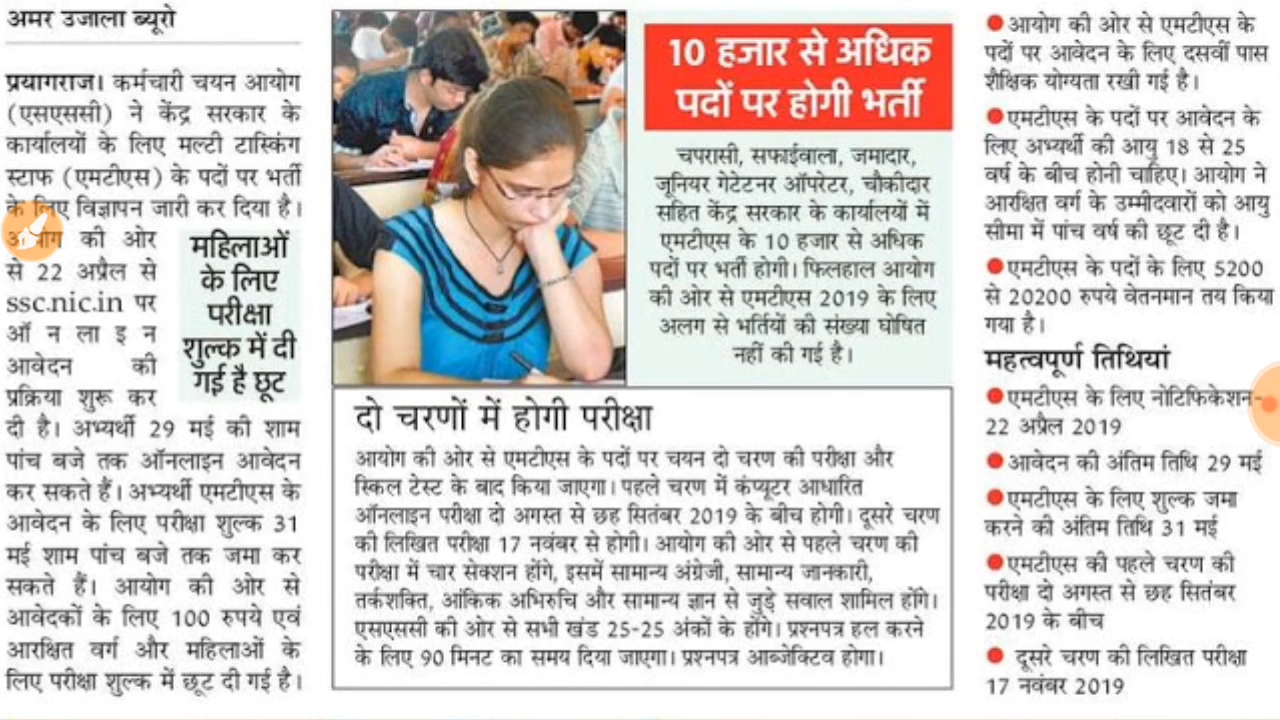 अमर उजाला ब्यूरो
प्रयागराज। कर्मचारी चयन आयोग
(एसएससी) ने केंद्र सरकार के
कार्यालयों के लिए मल्टी टास्किंग
स्टाफ (एमटीएस) के पदों पर भर्ती
के लिए विज्ञापन जारी कर दिया है।
की ओर
से 22 अप्रैल से
ssc.nic.in पर
ऑ न ला इ न
आवेदन की
प्रक्रिया शुरू कर
दी है। अभ्यर्थी 29 मई की शाम
पांच बजे तक ऑनलाइन आवेदन
कर सकते हैं। अभ्यर्थी एमटीएस के
आवेदन के लिए परीक्षा शुल्क 31
मई शाम पांच बजे तक जमा कर
सकते हैं। आयोग की ओर से
आवेदकों के लिए 100 रुपये एवं
आरक्षित वर्ग और महिलाओं के
लिए परीक्षा शुल्क में छूट दी गई है।
महिलाओं
के लिए
परीक्षा
शुल्क में दी
गई है छूट
10 हजार से अधिक
पदों पर होगी भर्ती
चपरासी, सफाईवाला, जमादार,
जूनियर गेटेटनर ऑपरेटर, चौकीदार
सहित केंद्र सरकार के कार्यालयों में
एमटीएस के 10 हजार से अधिक
पदों पर भर्ती होगी। फिलहाल आयोग
की ओर से एमटीएस 2019 के लिए
अलग से भर्तियों की संख्या घोषित
नहीं की गई है।
दो चरणों में होगी परीक्षा
आयोग की ओर से एमटीएस के पदों पर चयन दो चरण की परीक्षा और
स्किल टेस्ट के बाद किया जाएगा। पहले चरण में कंप्यूटर आधारित
ऑनलाइन परीक्षा दो अगस्त से छह सितंबर 2019 के बीच होगी। दूसरे चरण
की लिखित परीक्षा 17 नवंबर से होगी। आयोग की ओर से पहले चरण की
परीक्षा में चार सेक्शन होंगे, इसमें सामान्य अंग्रेजी, सामान्य जानकारी,
तर्कशक्ति, आंकिक अभिरुचि और सामान्य ज्ञान से जुड़े सवाल शामिल होंगे।
एसएससी की ओर से सभी खंड 25-25 अंकों के होंगे। प्रश्नपत्र हल करने
के लिए 90 मिनट का समय दिया जाएगा। प्रश्नपत्र आब्जेक्टिव होगा।
● आयोग की ओर से एमटीएस के
पदों पर आवेदन के लिए दसवीं पास
शैक्षिक योग्यता रखी गई है।
● एमटीएस के पदों पर आवेदन के
लिए अभ्यर्थी की आयु 18 से 25
वर्ष के बीच होनी चाहिए। आयोग ने
आरक्षित वर्ग के उम्मीदवारों को आयु
सीमा में पांच वर्ष की छूट दी है।
● एमटीएस के पदों के लिए 5200
से 20200 रुपये वेतनमान तय किया
गया है।
महत्वपूर्ण तिथियां
● एमटीएस के लिए नोटिफिकेशन-
22 अप्रैल 2019
● आवेदन की अंतिम तिथि 29 मई
● एमटीएस के लिए शुल्क जमा
करने की अंतिम तिथि 31 मई
● एमटीएस की पहले चरण की
परीक्षा दो अगस्त से छह सितंबर
2019 के बीच
● दूसरे चरण की लिखित परीक्षा
17 नवंबर 2019